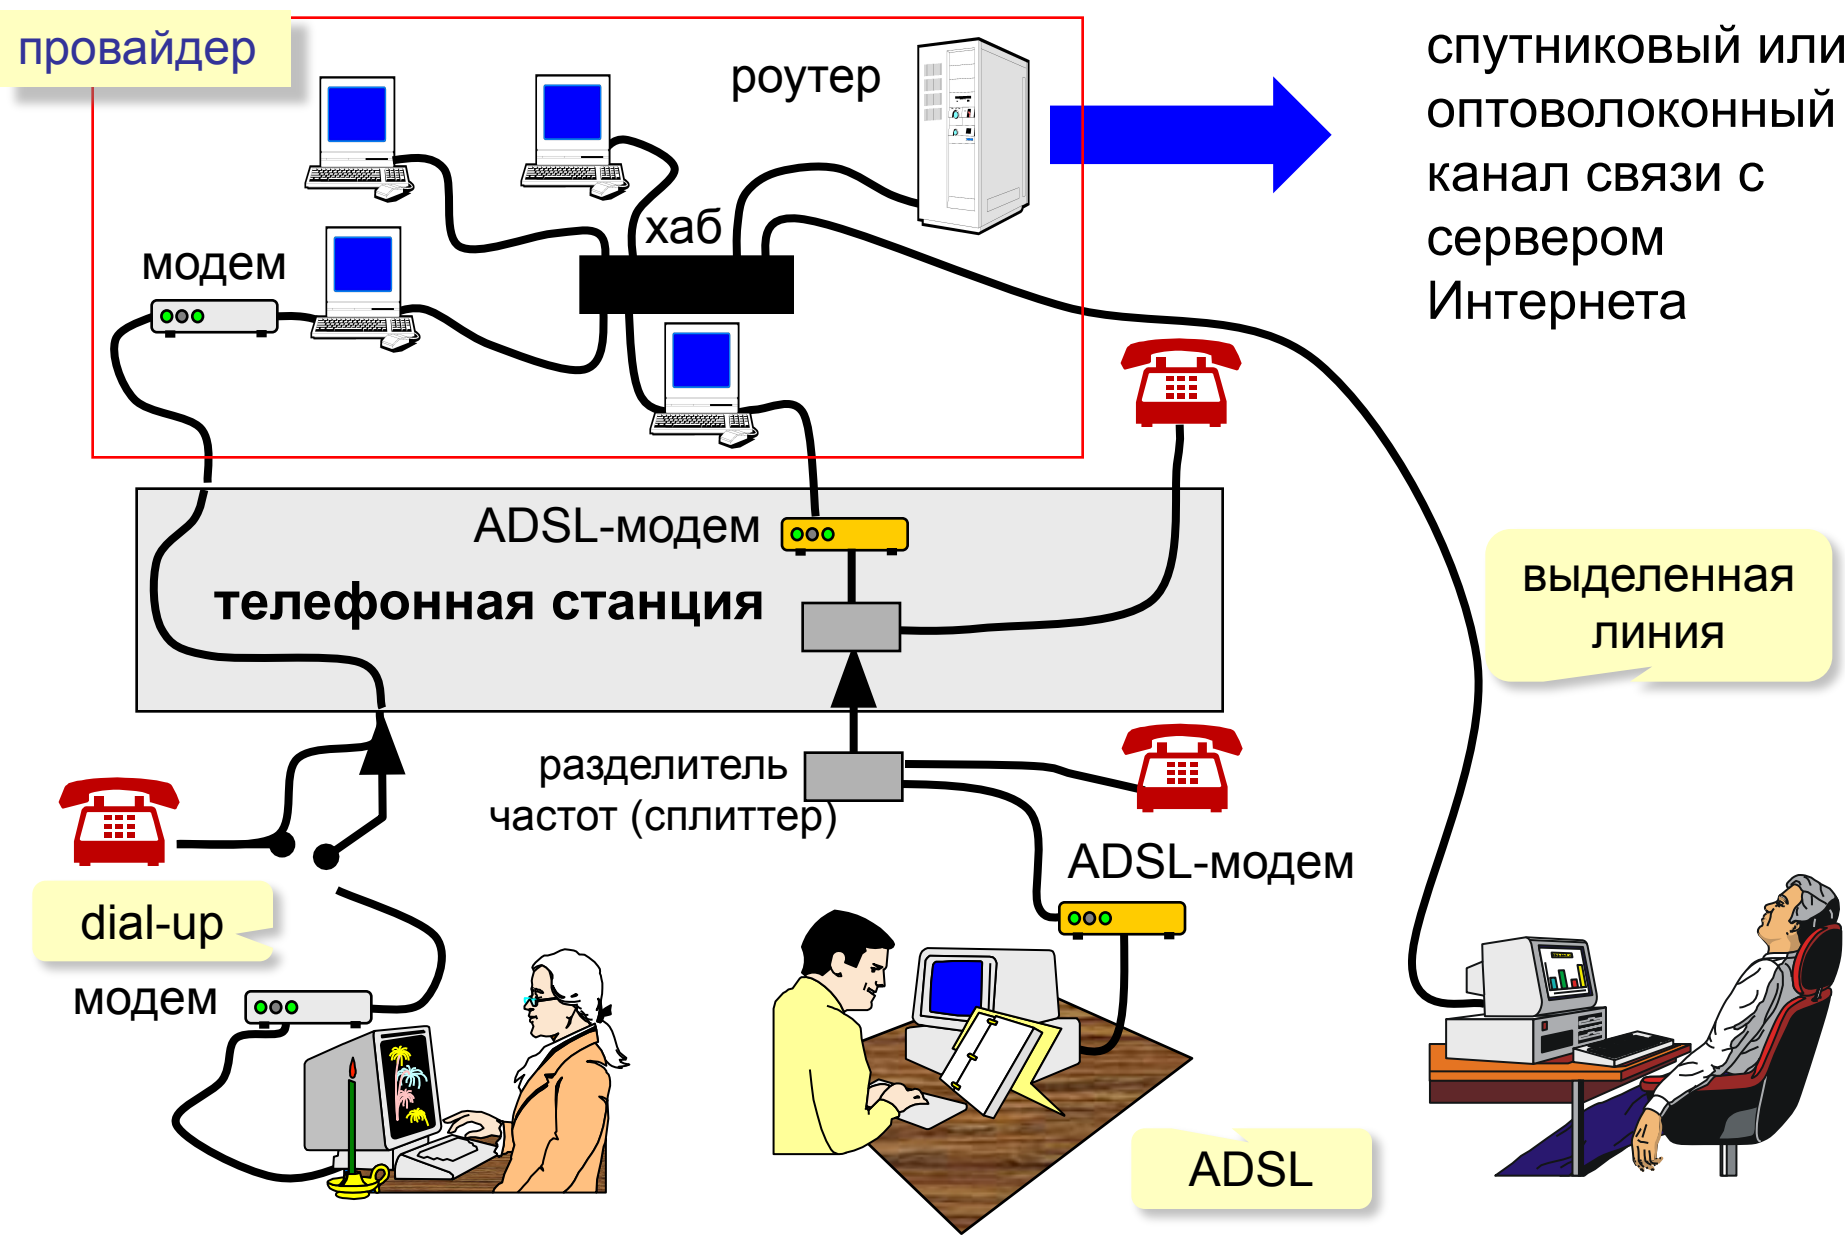 провайдер
роутер
спутниковый или
оптоволоконный
канал связи с
сервером
Интернета
хаб
модем
ADSL-модем
телефонная станция
выделенная
линия
разделитель
частот (сплиттер)
ADSL-модем
dial-up
модем
ADSL